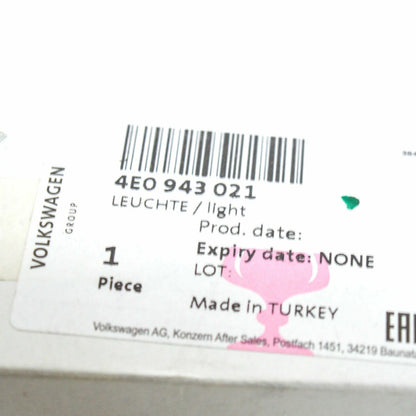 VOLKSWAGEN
GROUP
4E0 943 021
LEUCHTE / light
Prod. date:
Expiry date: NONE
LOT:
1
Piece
Made in TURKEY
Volkswagen AG, Konzern After Sales, Postfach 1451, 34219